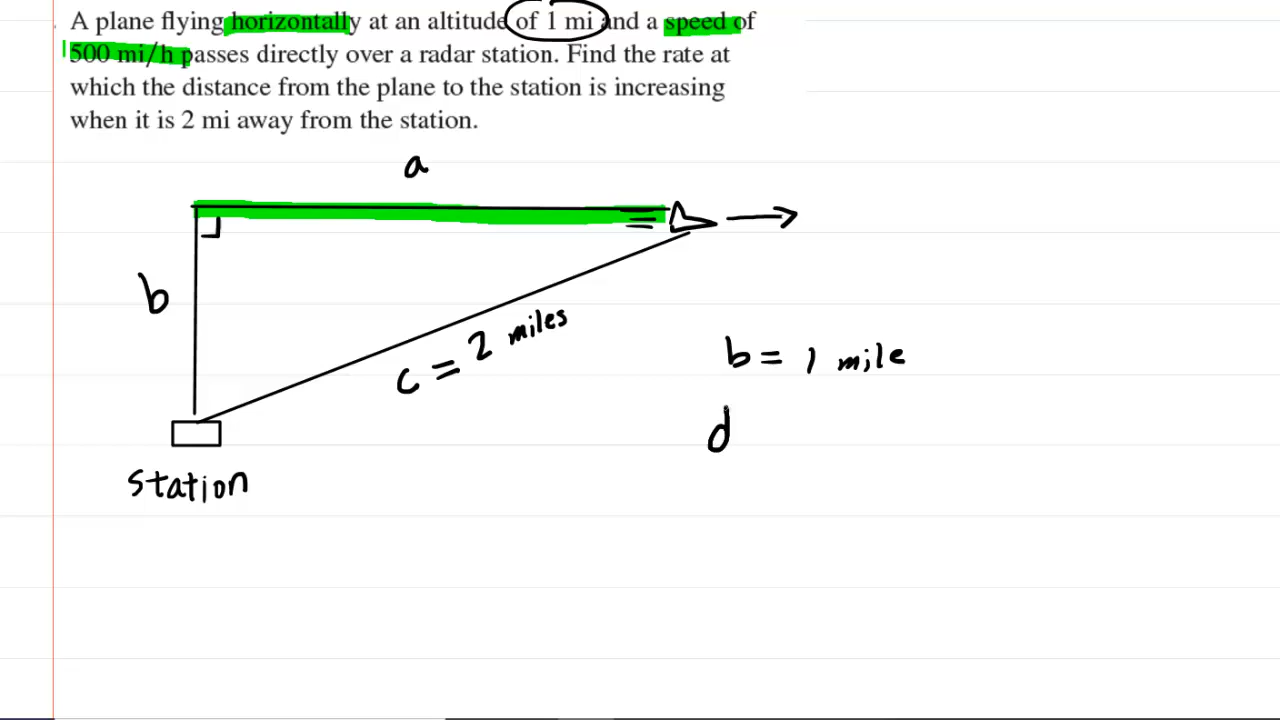 A plane flying horizontally at an altitude of 1 mi and a speed of
500 mi/h passes directly over a radar station. Find the rate at
which the distance from the plane to the station is increasing
when it is 2 mi away from the station.
a
b
c = 2 miles
b = 1 mile
d
station